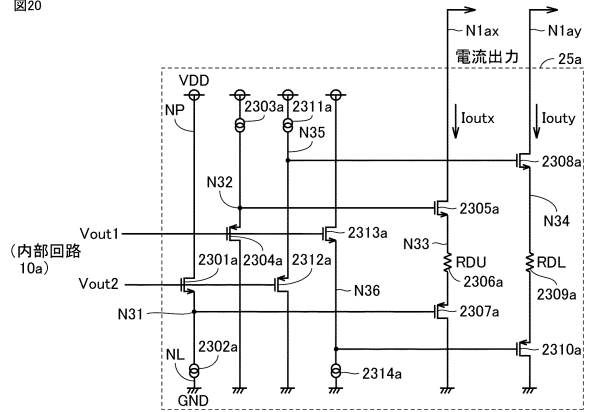 図20
N1ax
N1ay
電流出力
25a
VDD
2303a
2311a
NP
N35
Ioutx
Iouty
2308a
N32
2305a
N34
Vout1
2313a
N33
(内部回路
10a)
2301a
2304a
2312a
RDU
RDL
2306a
2309a
Vout2
N36
N31
2307a
2302a
NL
2310a
2314a
GND